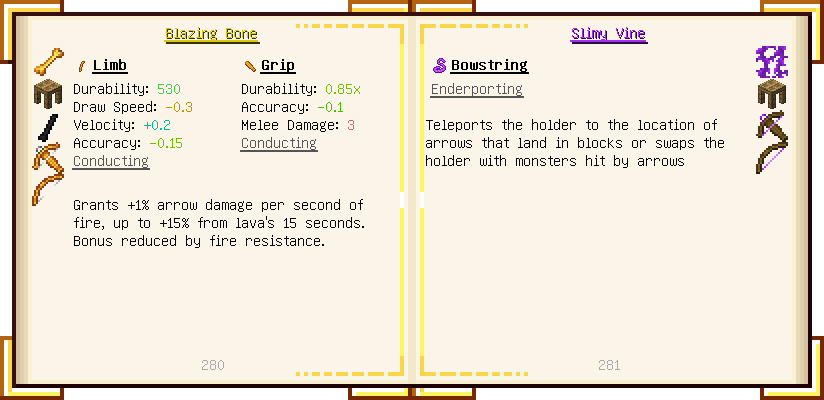 Blazing Bone
Limb
Durability: 530
Draw Speed: -0.3
Velocity: +0.2
Accuracy: -0.15
Conducting
Grip
Durability: 0.85x
Accuracy: -0.1
Melee Damage: 3
Conducting
Grants +1% arrow damage per second of
fire, up to +15% from lava's 15 seconds.
Bonus reduced by fire resistance.
280
Slimy Vine
Bowstring
Enderporting
Teleports the holder to the location of
arrows that land in blocks or swaps the
holder with monsters hit by arrows
281